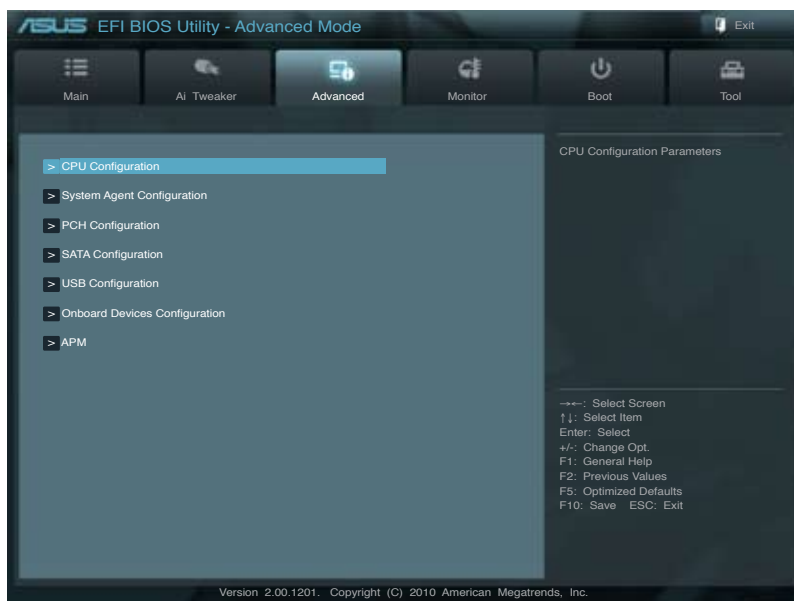 ASUS EFI BIOS Utility - Advanced Mode
Exit
Main
Ai Tweaker
Advanced
Monitor
Boot
Tool
> CPU Configuration
> System Agent Configuration
> PCH Configuration
> SATA Configuration
> USB Configuration
> Onboard Devices Configuration
> APM
CPU Configuration Parameters
→←: Select Screen
↑↓: Select Item
Enter: Select
+/-: Change Opt.
F1: General Help
F2: Previous Values
F5: Optimized Defaults
F10: Save ESC: Exit
Version 2.00.1201. Copyright (C) 2010 American Megatrends, Inc.